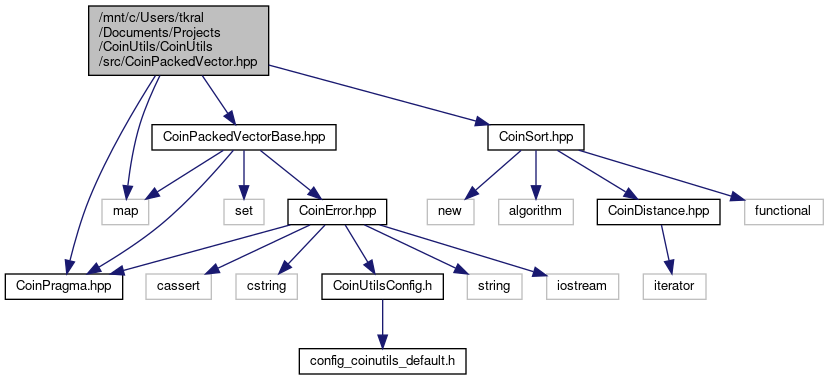 /mnt/c/Users/tkral
/Documents/Projects
/CoinUtils/CoinUtils
/src/CoinPackedVector.hpp
CoinPackedVectorBase.hpp
CoinSort.hpp
map
set
CoinError.hpp
new
algorithm
CoinDistance.hpp
functional
CoinPragma.hpp
cassert
cstring
CoinUtilsConfig.h
string
iostream
iterator
config_coinutils_default.h